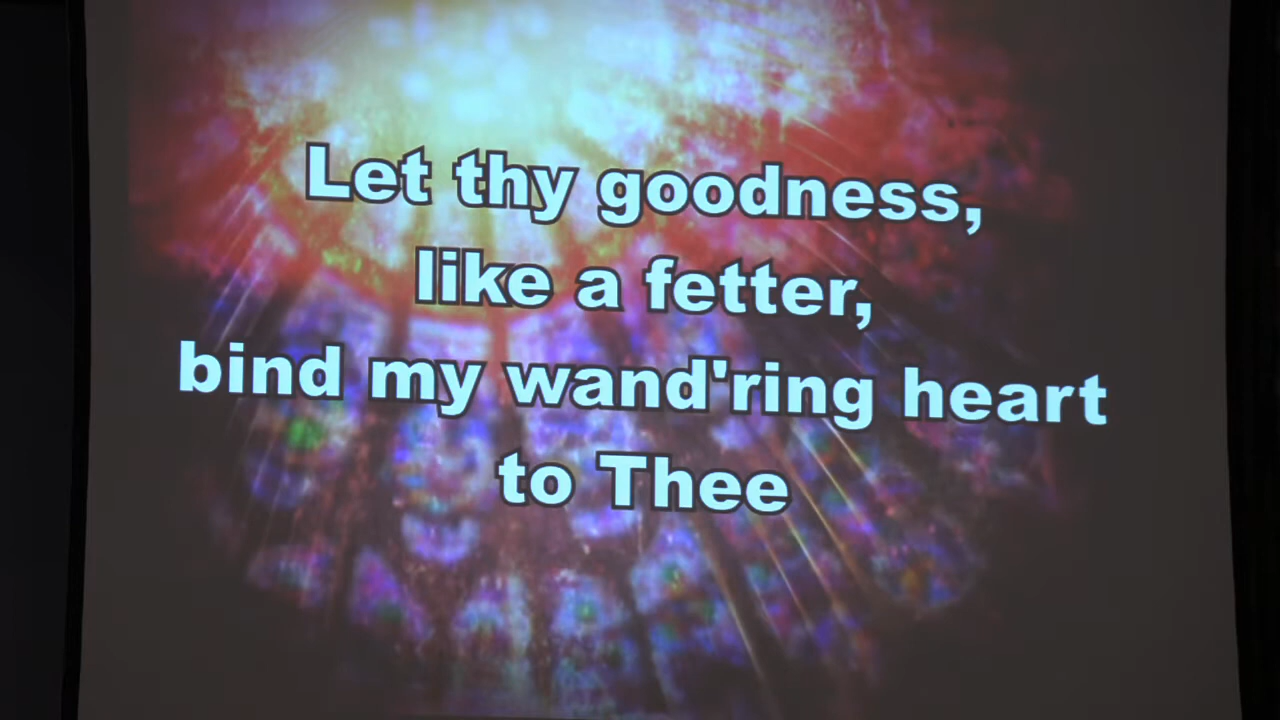 Let thy goodness,
like a fetter,
bind my wand'ring heart
to Thee